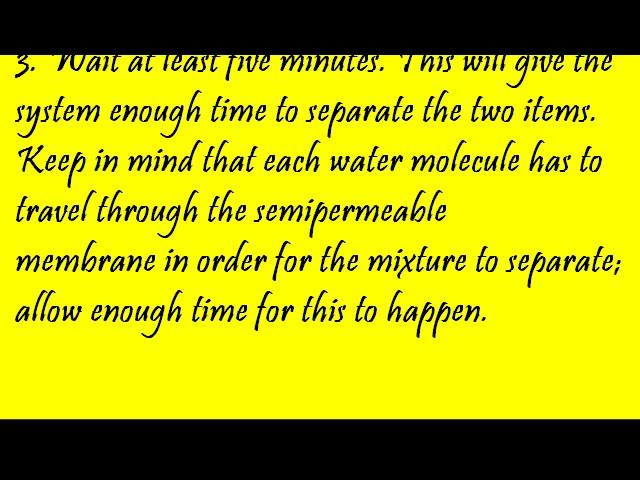 3. Wait at least five minutes. This will give the
system enough time to separate the two items.
Keep in mind that each water molecule has to
travel through the semipermeable
membrane in order for the mixture to separate;
allow enough time for this to happen.